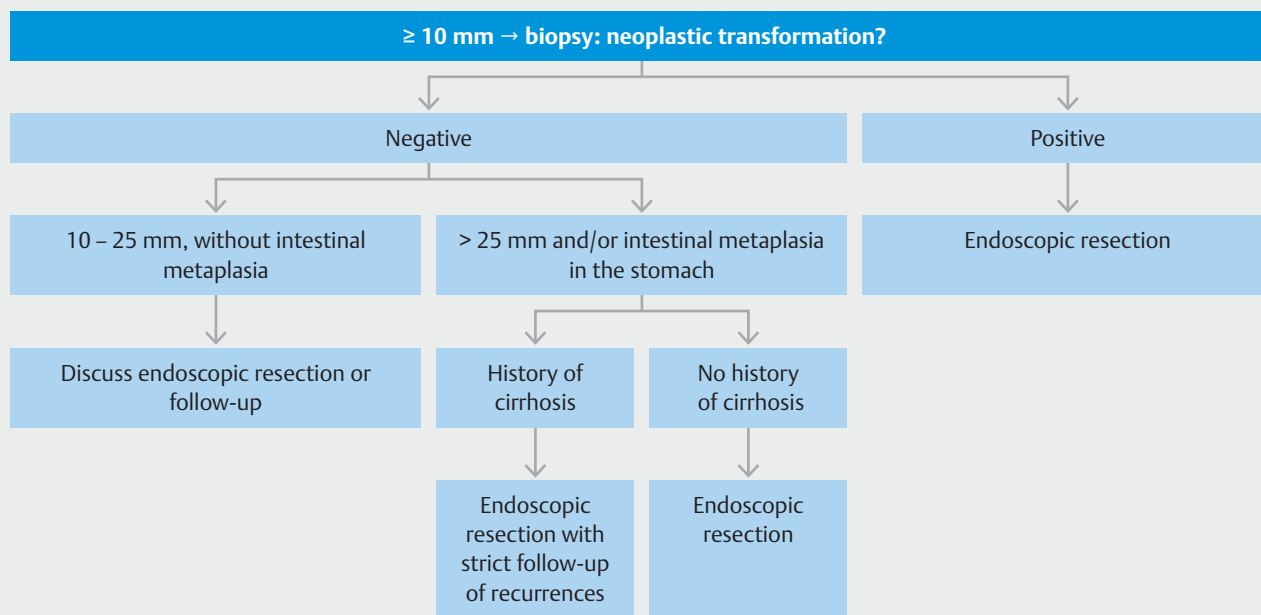 ≥ 10 mm → biopsy: neoplastic transformation?
Negative
Positive
10 – 25 mm, without intestinal
metaplasia
> 25 mm and/or intestinal metaplasia
in the stomach
Endoscopic resection
Discuss endoscopic resection or
follow-up
History of
cirrhosis
No history
of cirrhosis
Endoscopic
resection with
strict follow-up
of recurrences
Endoscopic
resection